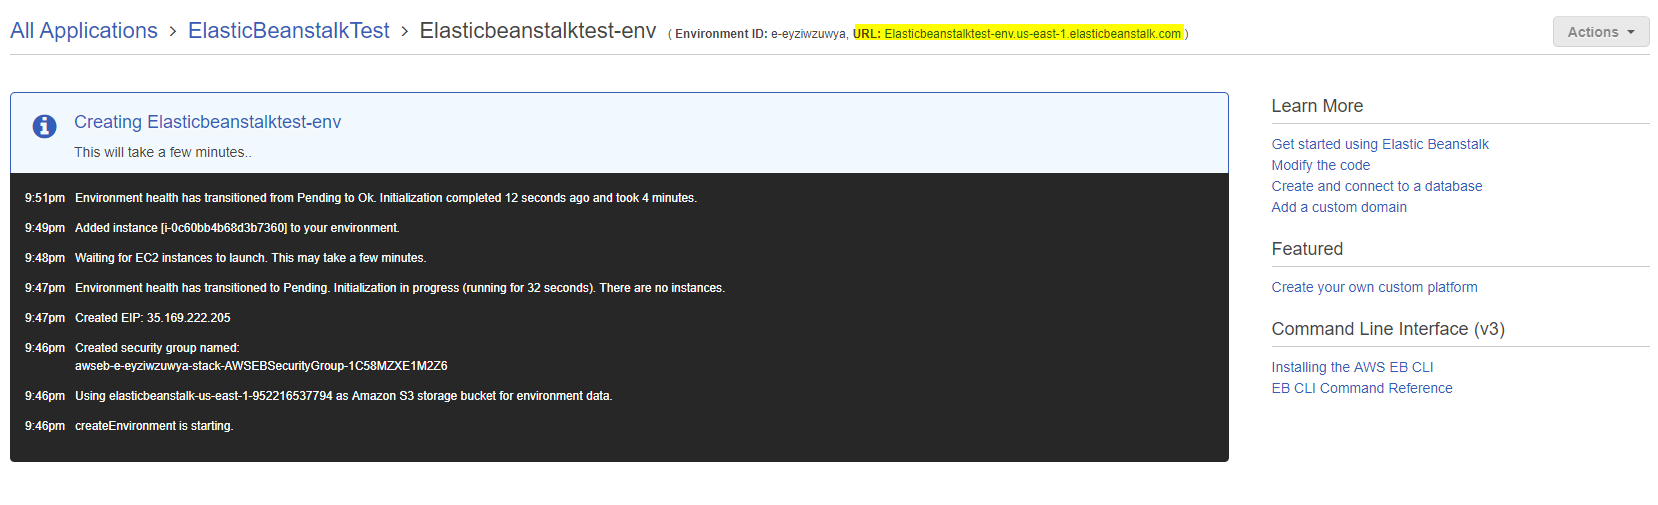 All Applications > ElasticBeanstalkTest > Elasticbeanstalktest-env ( Environment ID: e-eyziwzuwya, URL: Elasticbeanstalktest-env.us-east-1.elasticbeanstalk.com )
Actions
Creating Elasticbeanstalktest-env
This will take a few minutes..
9:51pm Environment health has transitioned from Pending to Ok. Initialization completed 12 seconds ago and took 4 minutes.
9:49pm Added instance [i-0c60bb4b68d3b7360] to your environment.
9:48pm Waiting for EC2 instances to launch. This may take a few minutes.
9:47pm Environment health has transitioned to Pending. Initialization in progress (running for 32 seconds). There are no instances.
9:47pm Created EIP: 35.169.222.205
9:46pm Created security group named:
awseb-e-eyziwzuwya-stack-AWSEBSecurityGroup-1C58MZXE1M2Z6
9:46pm Using elasticbeanstalk-us-east-1-952216537794 as Amazon S3 storage bucket for environment data.
9:46pm createEnvironment is starting.
Learn More
Get started using Elastic Beanstalk
Modify the code
Create and connect to a database
Add a custom domain
Featured
Create your own custom platform
Command Line Interface (v3)
Installing the AWS EB CLI
EB CLI Command Reference